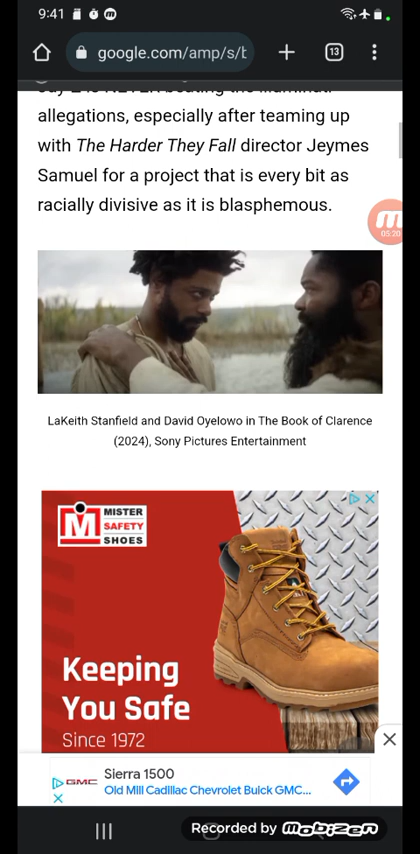 9:41
google.com/amp/s/b
13
allegations, especially after teaming up
with The Harder They Fall director Jeymes
Samuel for a project that is every bit as
racially divisive as it is blasphemous.
05:20
LaKeith Stanfield and David Oyelowo in The Book of Clarence
(2024), Sony Pictures Entertainment
M
MISTER
SAFETY
SHOES
Keeping
You Safe
Since 1972
GMC
Sierra 1500
Old Mill Cadillac Chevrolet Buick GMC...
Recorded by mobizen